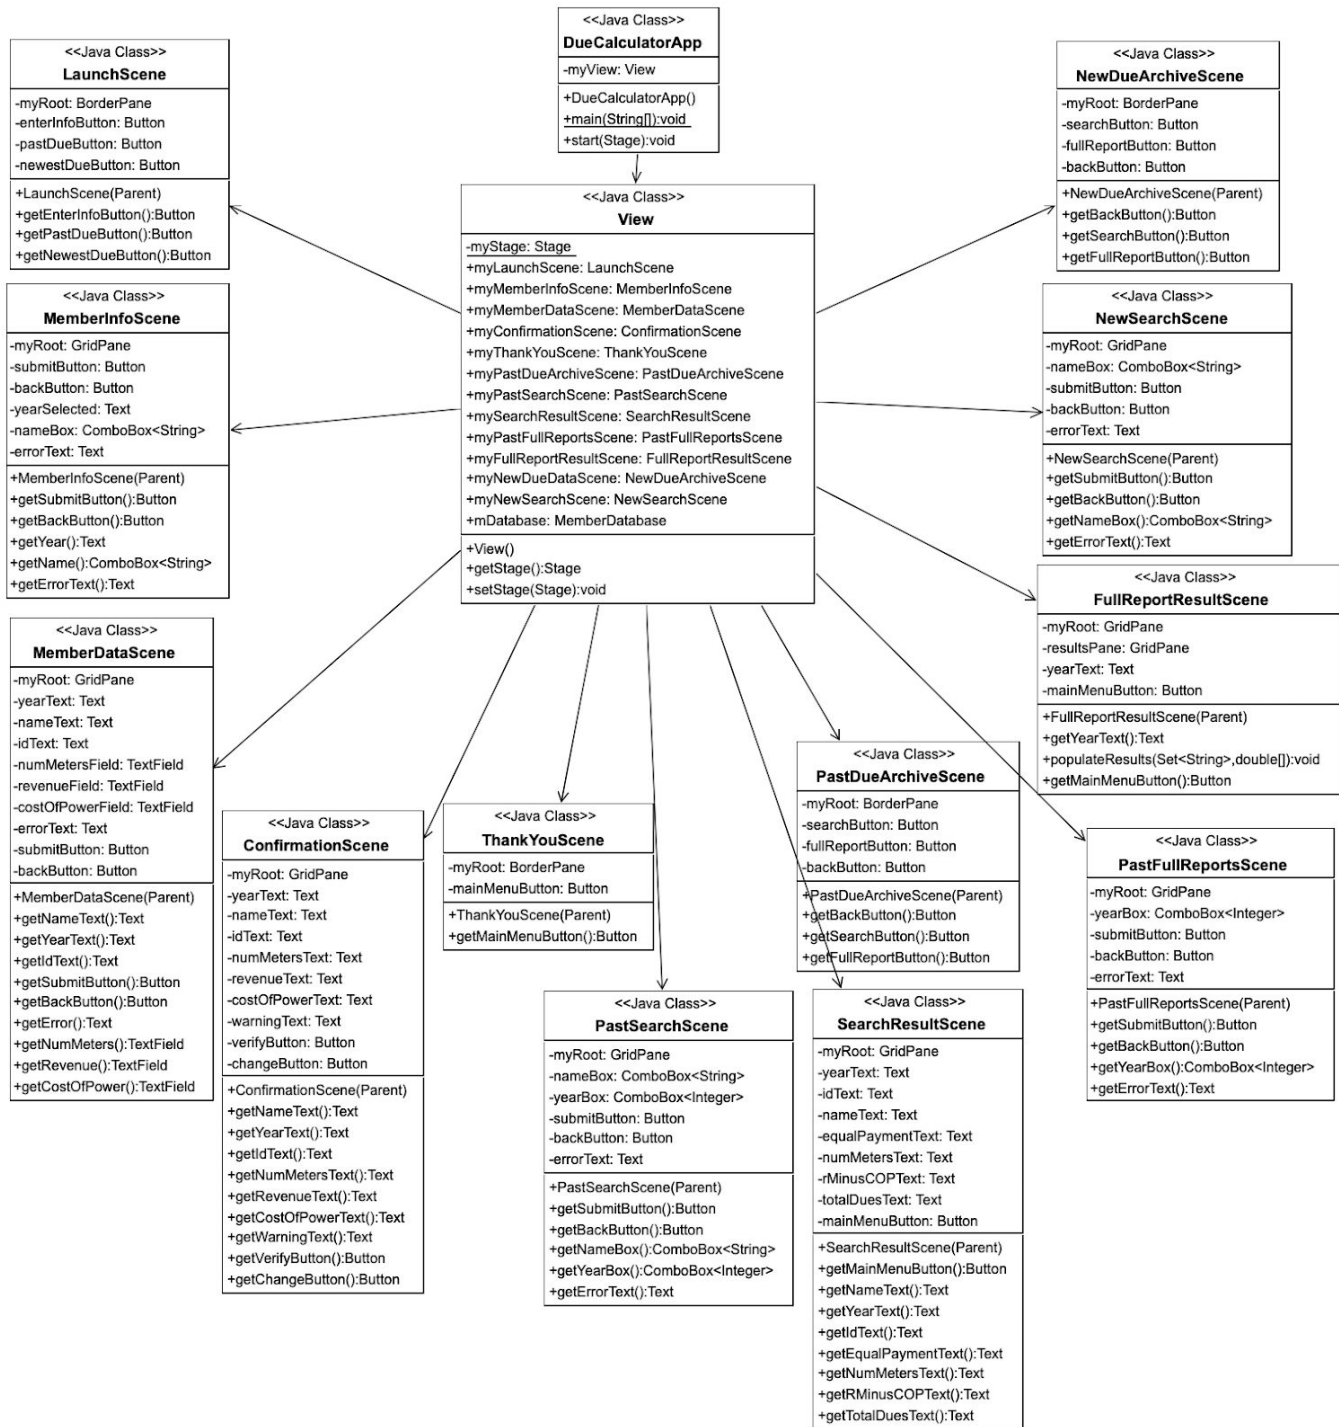 <<Java Class>>
DueCalculatorApp
-myView: View
+DueCalculatorApp()
+main(String[]):void
+start(Stage):void
<<Java Class>>
LaunchScene
-myRoot: BorderPane
-enterInfoButton: Button
-pastDueButton: Button
-newestDueButton: Button
+LaunchScene(Parent)
+getEnterInfoButton():Button
+getPastDueButton():Button
+getNewestDueButton():Button
<<Java Class>>
NewDueArchiveScene
-myRoot: BorderPane
-searchButton: Button
-fullReportButton: Button
-backButton: Button
+NewDueArchiveScene(Parent)
+getBackButton():Button
+getSearchButton():Button
+getFullReportButton():Button
<<Java Class>>
View
-myStage: Stage
+myLaunchScene: LaunchScene
+myMemberInfoScene: MemberInfoScene
+myMemberDataScene: MemberDataScene
+myConfirmationScene: ConfirmationScene
+myThankYouScene: ThankYouScene
+myPastDueArchiveScene: PastDueArchiveScene
+myPastSearchScene: PastSearchScene
+mySearchResultScene: SearchResultScene
+myPastFullReportsScene: PastFullReportsScene
+myFullReportResultScene: FullReportResultScene
+myNewDueDataScene: NewDueArchiveScene
+myNewSearchScene: NewSearchScene
+mDatabase: MemberDatabase
+View()
+getStage():Stage
+setStage(Stage):void
<<Java Class>>
MemberInfoScene
-myRoot: GridPane
-submitButton: Button
-backButton: Button
-yearSelected: Text
-nameBox: ComboBox<String>
-errorText: Text
+MemberInfoScene(Parent)
+getSubmitButton():Button
+getBackButton():Button
+getYear():Text
+getName():ComboBox<String>
+getErrorText():Text
<<Java Class>>
NewSearchScene
-myRoot: GridPane
-nameBox: ComboBox<String>
-submitButton: Button
-backButton: Button
-errorText: Text
+NewSearchScene(Parent)
+getSubmitButton():Button
+getBackButton():Button
+getNameBox():ComboBox<String>
+getErrorText():Text
<<Java Class>>
FullReportResultScene
-myRoot: GridPane
-resultsPane: GridPane
-yearText: Text
-mainMenuButton: Button
+FullReportResultScene(Parent)
+getYearText():Text
+populateResults(Set<String>,double[]):void
+getMainMenuButton():Button
<<Java Class>>
MemberDataScene
-myRoot: GridPane
-yearText: Text
-nameText: Text
-idText: Text
-numMetersField: TextField
-revenueField: TextField
-costOfPowerField: TextField
-errorText: Text
-submitButton: Button
-backButton: Button
+MemberDataScene(Parent)
+getNameText():Text
+getYearText():Text
+getIdText():Text
+getSubmitButton():Button
+getBackButton():Button
+getError():Text
+getNumMeters():TextField
+getRevenue():TextField
+getCostOfPower():TextField
<<Java Class>>
ConfirmationScene
-myRoot: GridPane
-yearText: Text
-nameText: Text
-idText: Text
-numMetersText: Text
-revenueText: Text
-costOfPowerText: Text
-warningText: Text
-verifyButton: Button
-changeButton: Button
+ConfirmationScene(Parent)
+getNameText():Text
+getYearText():Text
+getIdText():Text
+getNumMetersText():Text
+getRevenueText():Text
+getCostOfPowerText():Text
+getWarningText():Text
+getVerifyButton():Button
+getChangeButton():Button
<<Java Class>>
ThankYouScene
-myRoot: BorderPane
-mainMenuButton: Button
+ThankYouScene(Parent)
+getMainMenuButton():Button
<<Java Class>>
PastDueArchiveScene
-myRoot: BorderPane
-searchButton: Button
-fullReportButton: Button
-backButton: Button
+PastDueArchiveScene(Parent)
+getBackButton():Button
+getSearchButton():Button
+getFullReportButton():Button
<<Java Class>>
PastFullReportsScene
-myRoot: GridPane
-yearBox: ComboBox<Integer>
-submitButton: Button
-backButton: Button
-errorText: Text
+PastFullReportsScene(Parent)
+getSubmitButton():Button
+getBackButton():Button
+getYearBox():ComboBox<Integer>
+getErrorText():Text
<<Java Class>>
PastSearchScene
-myRoot: GridPane
-nameBox: ComboBox<String>
-yearBox: ComboBox<Integer>
-submitButton: Button
-backButton: Button
-errorText: Text
+PastSearchScene(Parent)
+getSubmitButton():Button
+getBackButton():Button
+getNameBox():ComboBox<String>
+getYearBox():ComboBox<Integer>
+getErrorText():Text
<<Java Class>>
SearchResultScene
-myRoot: GridPane
-yearText: Text
-idText: Text
-nameText: Text
-equalPaymentText: Text
-numMetersText: Text
-rMinusCOPText: Text
-totalDuesText: Text
-mainMenuButton: Button
+SearchResultScene(Parent)
+getMainMenuButton():Button
+getNameText():Text
+getYearText():Text
+getIdText():Text
+getEqualPaymentText():Text
+getNumMetersText():Text
+getRMinusCOPText():Text
+getTotalDuesText():Text